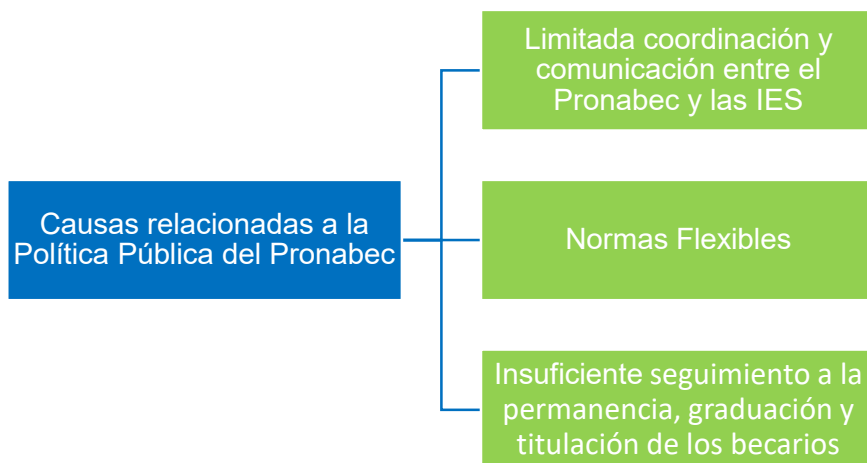 Limitada coordinación y
comunicación entre el
Pronabec y las IES
Causas relacionadas a la
Política Pública del Pronabec
Normas Flexibles
Insuficiente seguimiento a la
permanencia, graduación y
titulación de los becarios